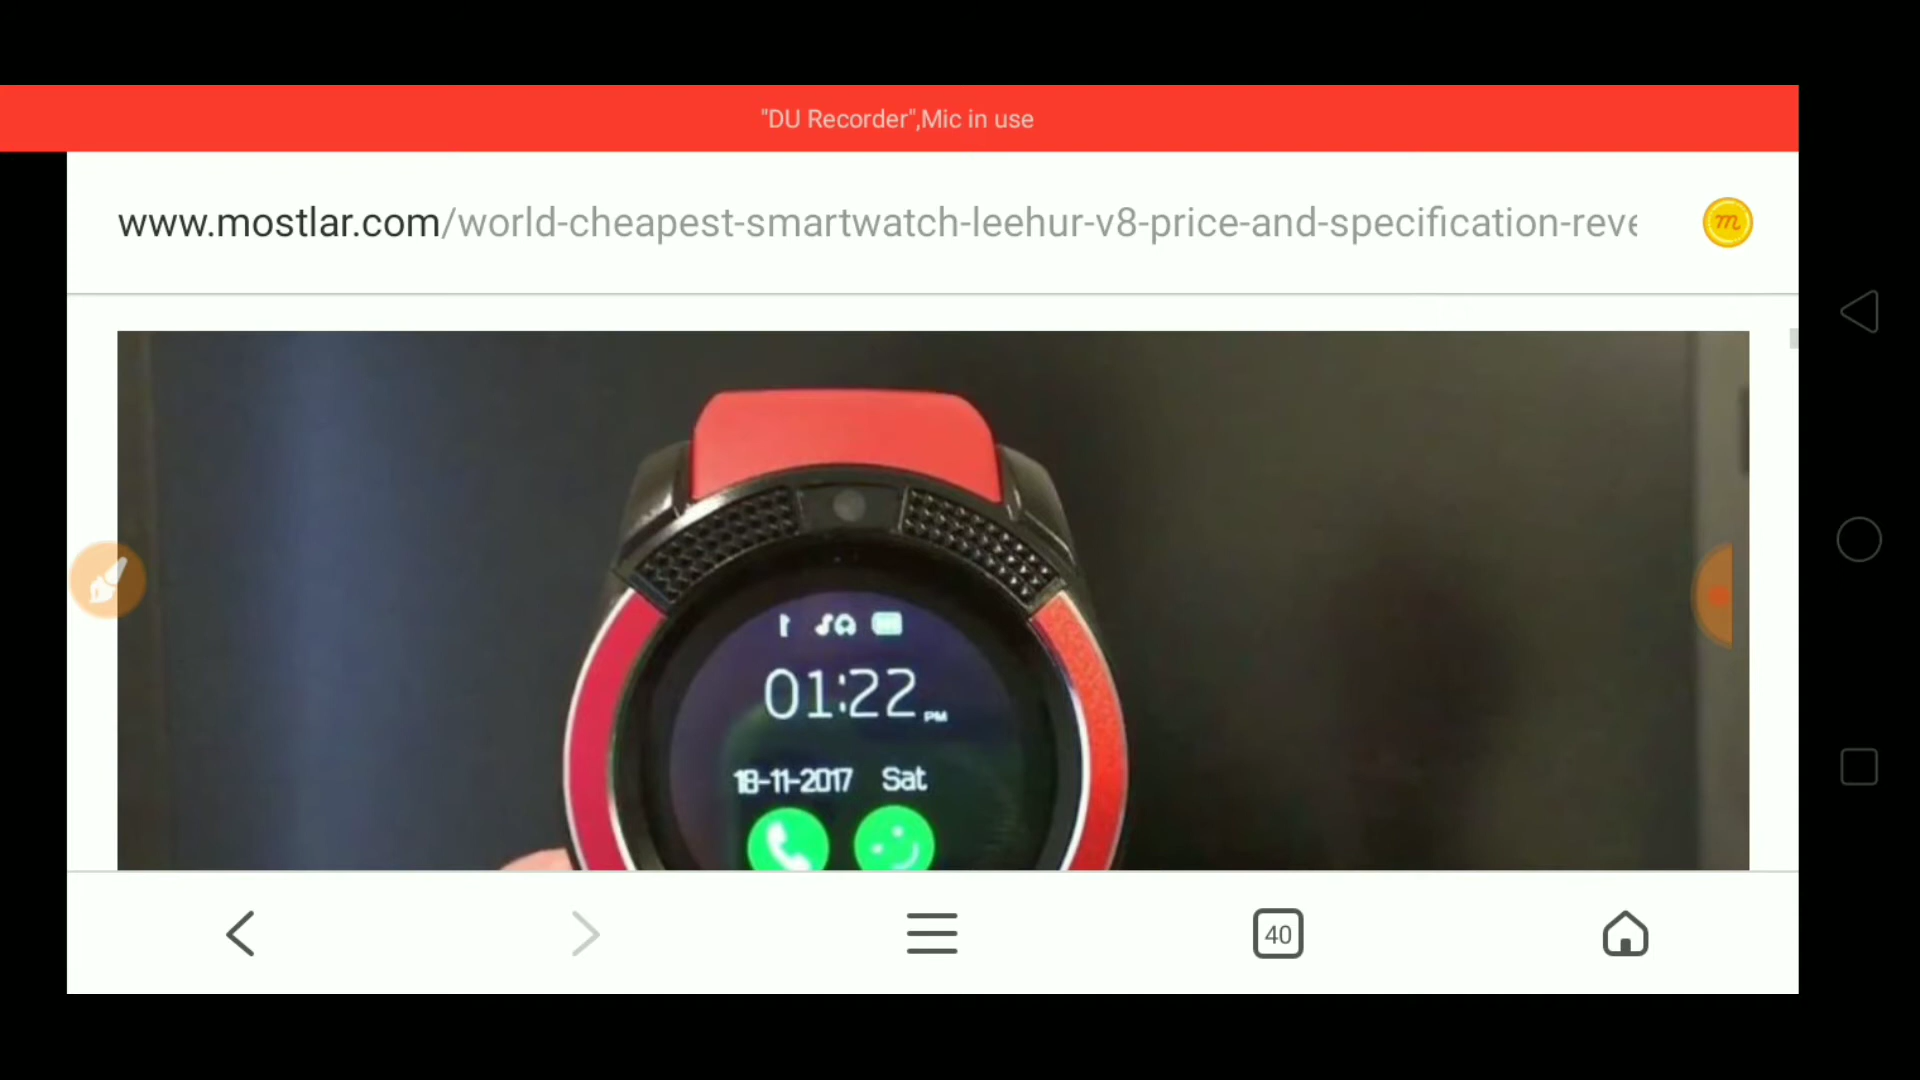 "DU Recorder",Mic in use
www.mostlar.com/world-cheapest-smartwatch-leehur-v8-price-and-specification-reve
m
01:22 PM
18-11-2017 Sat
40